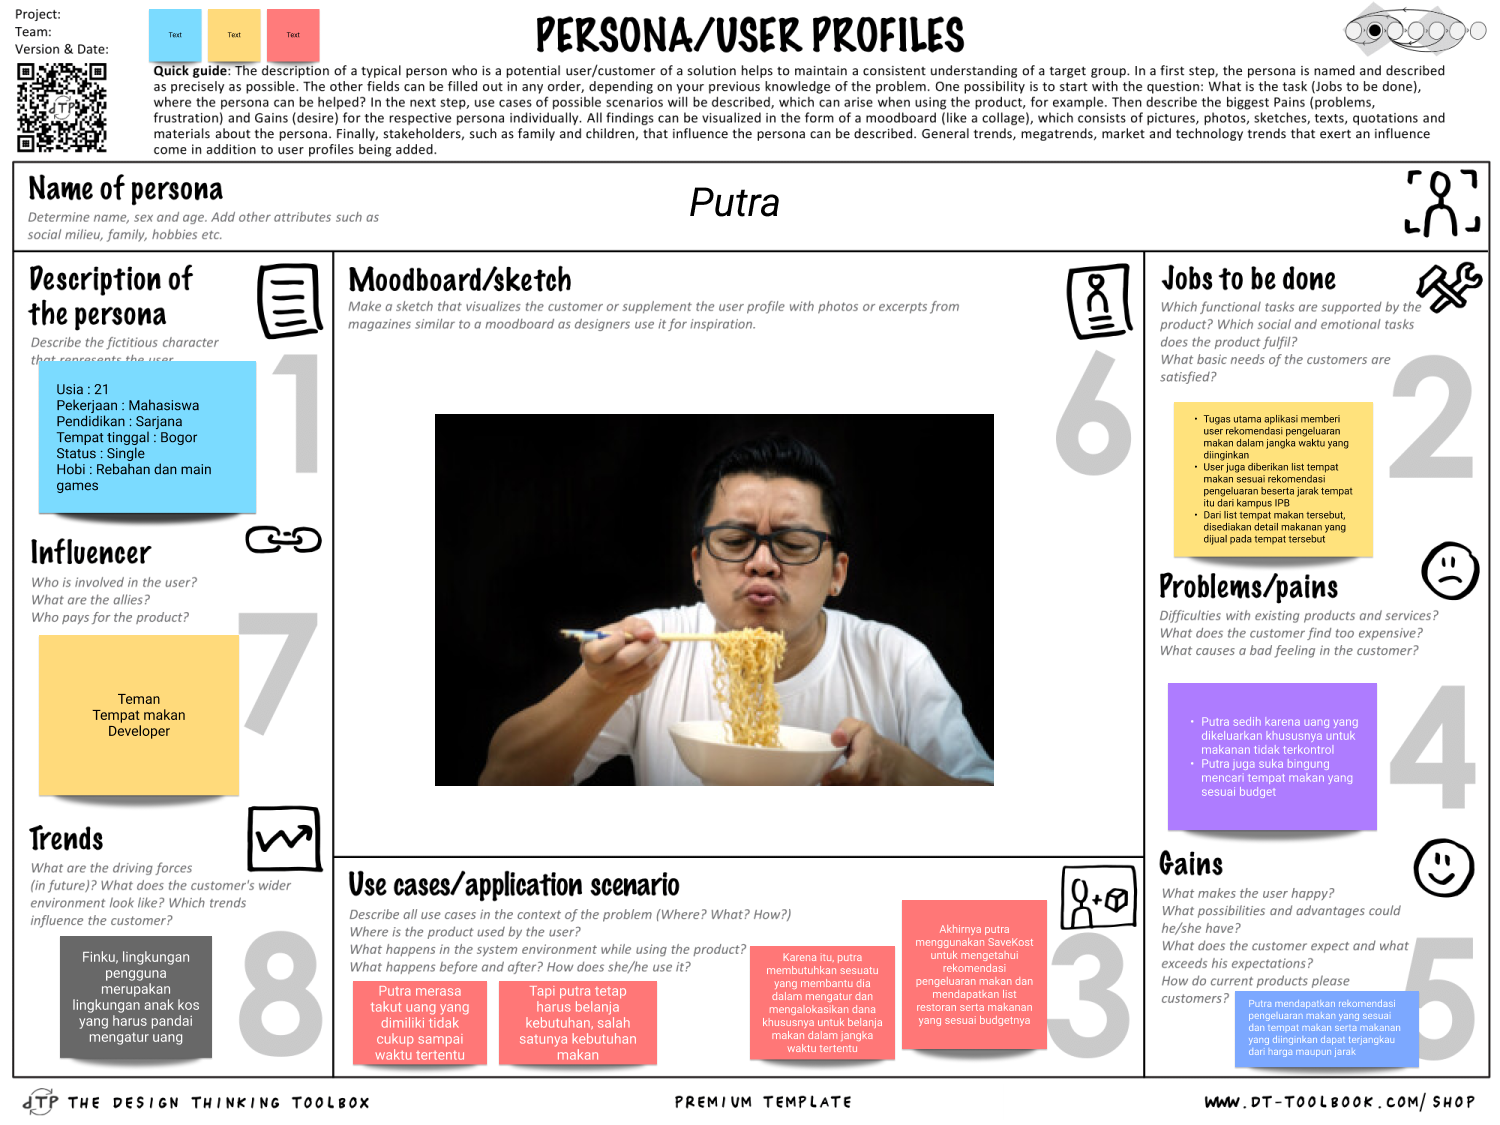 Project:
Team:
Version & Date:
Text
Text
Text
PERSONA/USER PROFILES
Quick guide: The description of a typical person who is a potential user/customer of a solution helps to maintain a consistent understanding of a target group. In a first step, the persona is named and described
as precisely as possible. The other fields can be filled out in any order, depending on your previous knowledge of the problem. One possibility is to start with the question: What is the task (Jobs to be done),
where the persona can be helped? In the next step, use cases of possible scenarios will be described, which can arise when using the product, for example. Then describe the biggest Pains (problems,
frustration) and Gains (desire) for the respective persona individually. All findings can be visualized in the form of a moodboard (like a collage), which consists of pictures, photos, sketches, texts, quotations and
materials about the persona. Finally, stakeholders, such as family and children, that influence the persona can be described. General trends, megatrends, market and technology trends that exert an influence
come in addition to user profiles being added.
dTP
Name of persona
Determine name, sex and age. Add other attributes such as
social milieu, family, hobbies etc.
Putra
Description of
the persona
Describe the fictitious character
that represents the user
1
Usia : 21
Pekerjaan : Mahasiswa
Pendidikan : Sarjana
Tempat tinggal : Bogor
Status : Single
Hobi : Rebahan dan main
games
Influencer
Who is involved in the user?
What are the allies?
Who pays for the product?
7
Teman
Tempat makan
Developer
Trends
What are the driving forces
(in future)? What does the customer's wider
environment look like? Which trends
influence the customer?
8
Finku, lingkungan
pengguna
merupakan
lingkungan anak kos
yang harus pandai
mengatur uang
Moodboard/sketch
Make a sketch that visualizes the customer or supplement the user profile with photos or excerpts from
magazines similar to a moodboard as designers use it for inspiration.
6
Use cases/application scenario
Describe all use cases in the context of the problem (Where? What? How?)
Where is the product used by the user?
What happens in the system environment while using the product?
What happens before and after? How does she/he use it?
3
Putra merasa
takut uang yang
dimiliki tidak
cukup sampai
waktu tertentu
Tapi putra tetap
harus belanja
kebutuhan, salah
satunya kebutuhan
makan
Karena itu, putra
membutuhkan sesuatu
yang membantu dia
dalam mengatur dan
mengalokasikan dana
khususnya untuk belanja
makan dalam jangka
waktu tertentu
Akhirnya putra
menggunakan SaveKost
untuk mengetahui
rekomendasi
pengeluaran makan dan
mendapatkan list
restoran serta makanan
yang sesuai budgetnya
Jobs to be done
Which functional tasks are supported by the
product? Which social and emotional tasks
does the product fulfil?
What basic needs of the customers are
satisfied?
2
• Tugas utama aplikasi memberi
user rekomendasi pengeluaran
makan dalam jangka waktu yang
diinginkan
• User juga diberikan list tempat
makan sesuai rekomendasi
pengeluaran beserta jarak tempat
itu dari kampus IPB
• Dari list tempat makan tersebut,
disediakan detail makanan yang
dijual pada tempat tersebut
Problems/pains
Difficulties with existing products and services?
What does the customer find too expensive?
What causes a bad feeling in the customer?
4
• Putra sedih karena uang yang
dikeluarkan khususnya untuk
makanan tidak terkontrol
• Putra juga suka bingung
mencari tempat makan yang
sesuai budget
Gains
What makes the user happy?
What possibilities and advantages could
he/she have?
What does the customer expect and what
exceeds his expectations?
How do current products please
customers?
5
Putra mendapatkan rekomendasi
pengeluaran makan yang sesuai
dan tempat makan serta makanan
yang diinginkan dapat terjangkau
dari harga maupun jarak
dTP THE DESIGN THINKING TOOLBOX
PREMIUM TEMPLATE
WWW.DT-TOOLBOOK.COM/SHOP